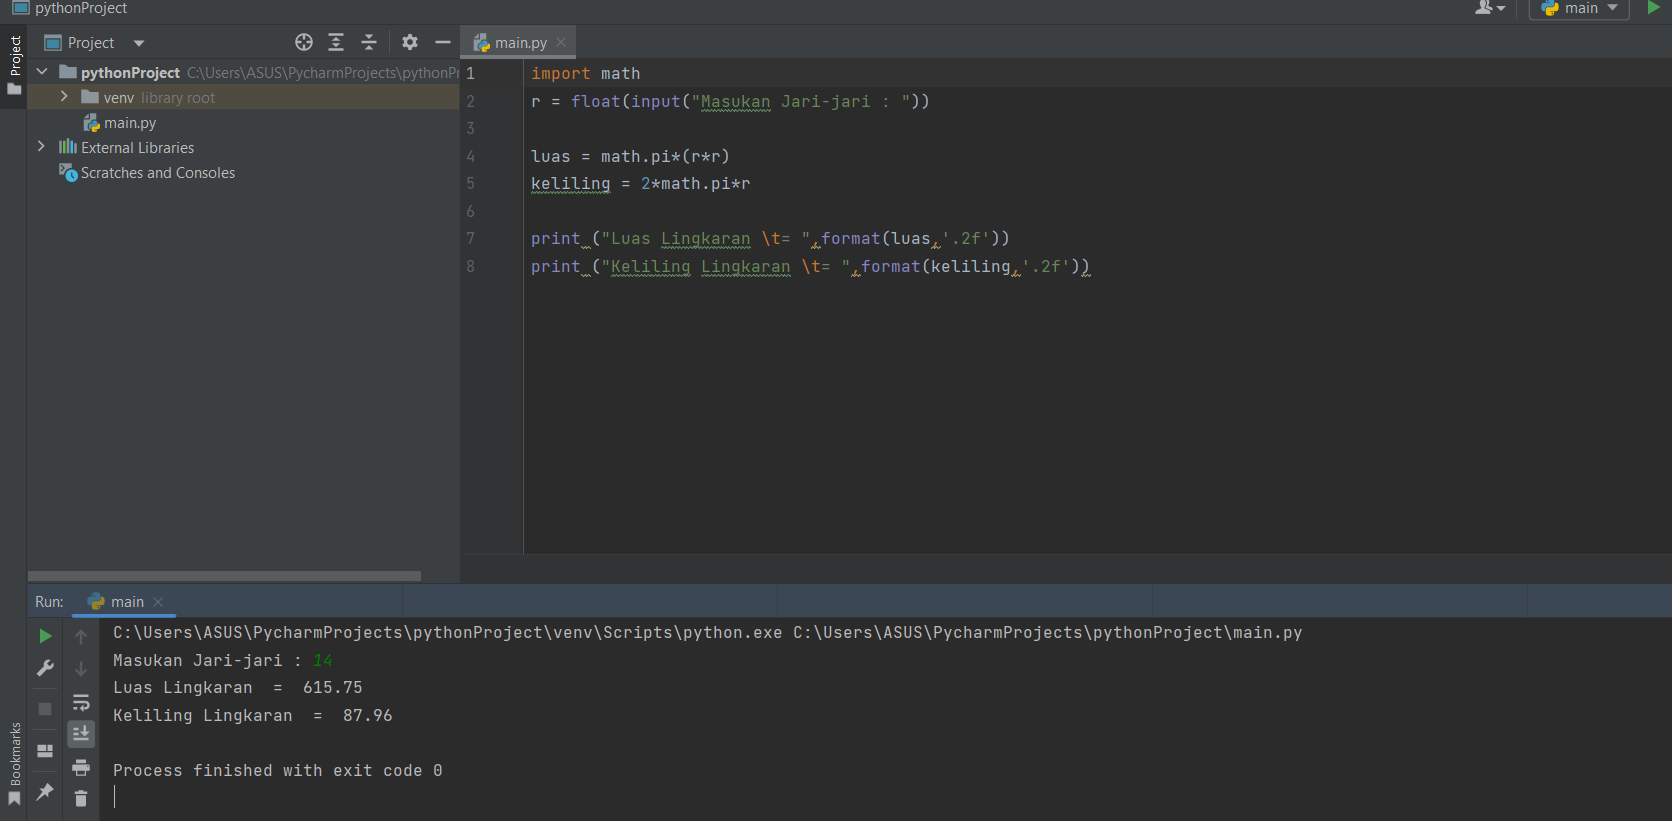 pythonProject
main
Project
Project
main.py
pythonProject C:\Users\ASUS\PycharmProjects\pythonP
venv library root
main.py
External Libraries
Scratches and Consoles
1 import math
2 r = float(input("Masukan Jari-jari : "))
3
4 luas = math.pi*(r*r)
5 keliling = 2*math.pi*r
6
7 print ("Luas Lingkaran \t= ",format(luas,'.2f'))
8 print ("Keliling Lingkaran \t= ",format(keliling,'.2f'))
Run: main
C:\Users\ASUS\PycharmProjects\pythonProject\venv\Scripts\python.exe C:\Users\ASUS\PycharmProjects\pythonProject\main.py
Masukan Jari-jari : 14
Luas Lingkaran  =  615.75
Keliling Lingkaran  =  87.96
Process finished with exit code 0
Bookmarks